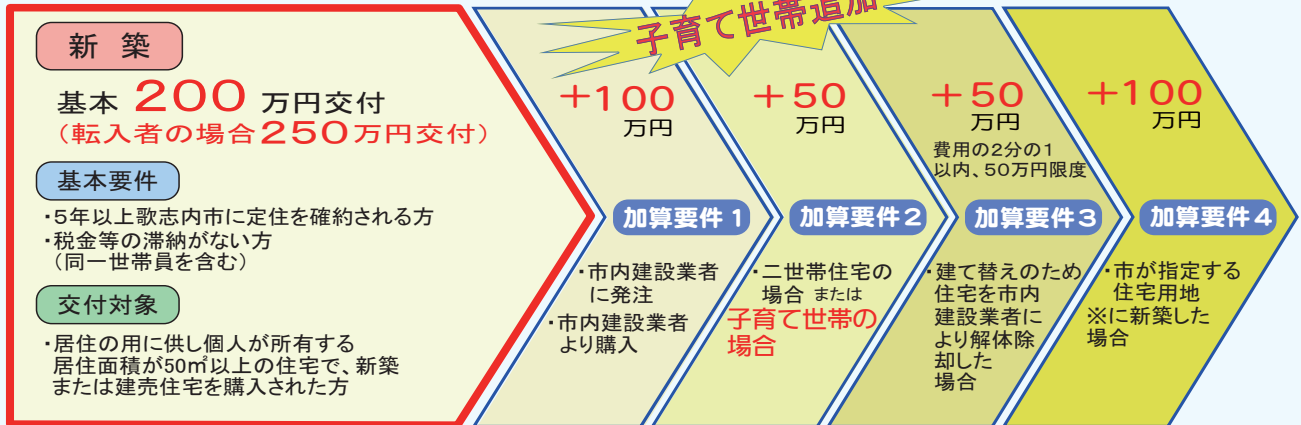 子育て世帯追加
新築
基本 200 万円交付
（転入者の場合250万円交付）
基本要件
・5年以上歌志内市に定住を確約される方
・税金等の滞納がない方
（同一世帯員を含む）
交付対象
・居住の用に供し個人が所有する
居住面積が50㎡以上の住宅で、新築
または建売住宅を購入された方
＋100
万円
加算要件1
・市内建設業者
に発注
・市内建設業者
より購入
＋50
万円
加算要件2
・二世帯住宅の
場合 または
子育て世帯の
場合
＋50
万円
費用の2分の1
以内、50万円限度
加算要件3
・建て替えのため
住宅を市内
建設業者に
より解体除
却した
場合
＋100
万円
加算要件4
・市が指定する
住宅用地
※に新築した
場合